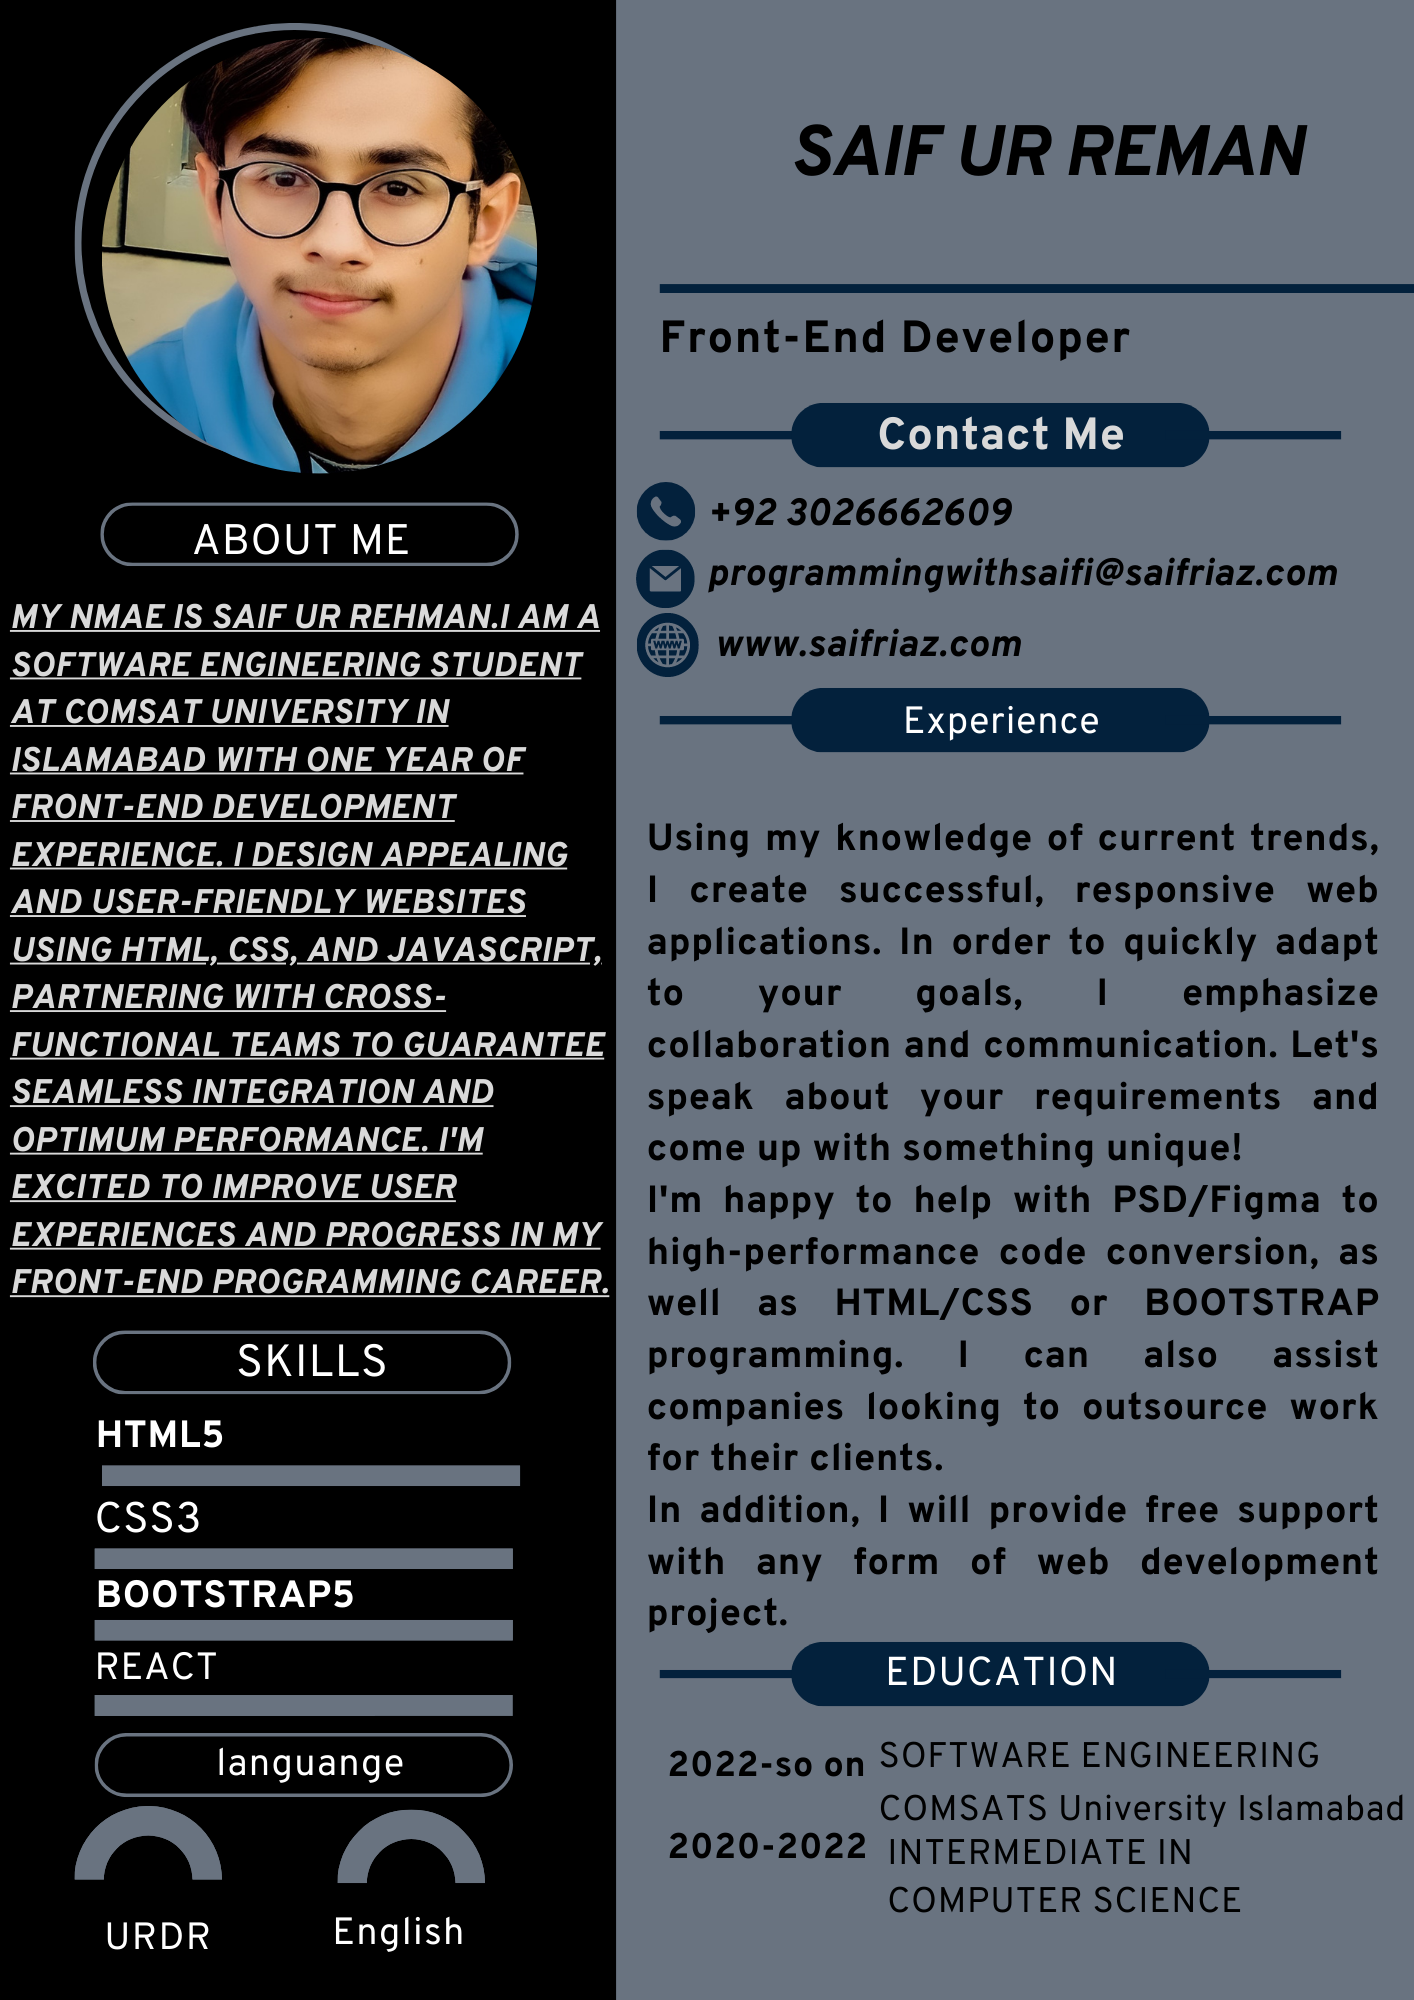 ABOUT ME
MY NMAE IS SAIF UR REHMAN.I AM A
SOFTWARE ENGINEERING STUDENT
AT COMSAT UNIVERSITY IN
ISLAMABAD WITH ONE YEAR OF
FRONT-END DEVELOPMENT
EXPERIENCE. I DESIGN APPEALING
AND USER-FRIENDLY WEBSITES
USING HTML, CSS, AND JAVASCRIPT,
PARTNERING WITH CROSS-
FUNCTIONAL TEAMS TO GUARANTEE
SEAMLESS INTEGRATION AND
OPTIMUM PERFORMANCE. I'M
EXCITED TO IMPROVE USER
EXPERIENCES AND PROGRESS IN MY
FRONT-END PROGRAMMING CAREER.
SKILLS
HTML5
CSS3
BOOTSTRAP5
REACT
languange
URDR
English
SAIF UR REMAN
Front-End Developer
Contact Me
+92 3026662609
programmingwithsaifi@saifriaz.com
WWW
www.saifriaz.com
Experience
Using my knowledge of current trends,
I create successful, responsive web
applications. In order to quickly adapt
to your goals, I emphasize
collaboration and communication. Let's
speak about your requirements and
come up with something unique!
I'm happy to help with PSD/Figma to
high-performance code conversion, as
well as HTML/CSS or BOOTSTRAP
programming. I can also assist
companies looking to outsource work
for their clients.
In addition, I will provide free support
with any form of web development
project.
EDUCATION
2022-so on SOFTWARE ENGINEERING
COMSATS University Islamabad
2020-2022 INTERMEDIATE IN
COMPUTER SCIENCE